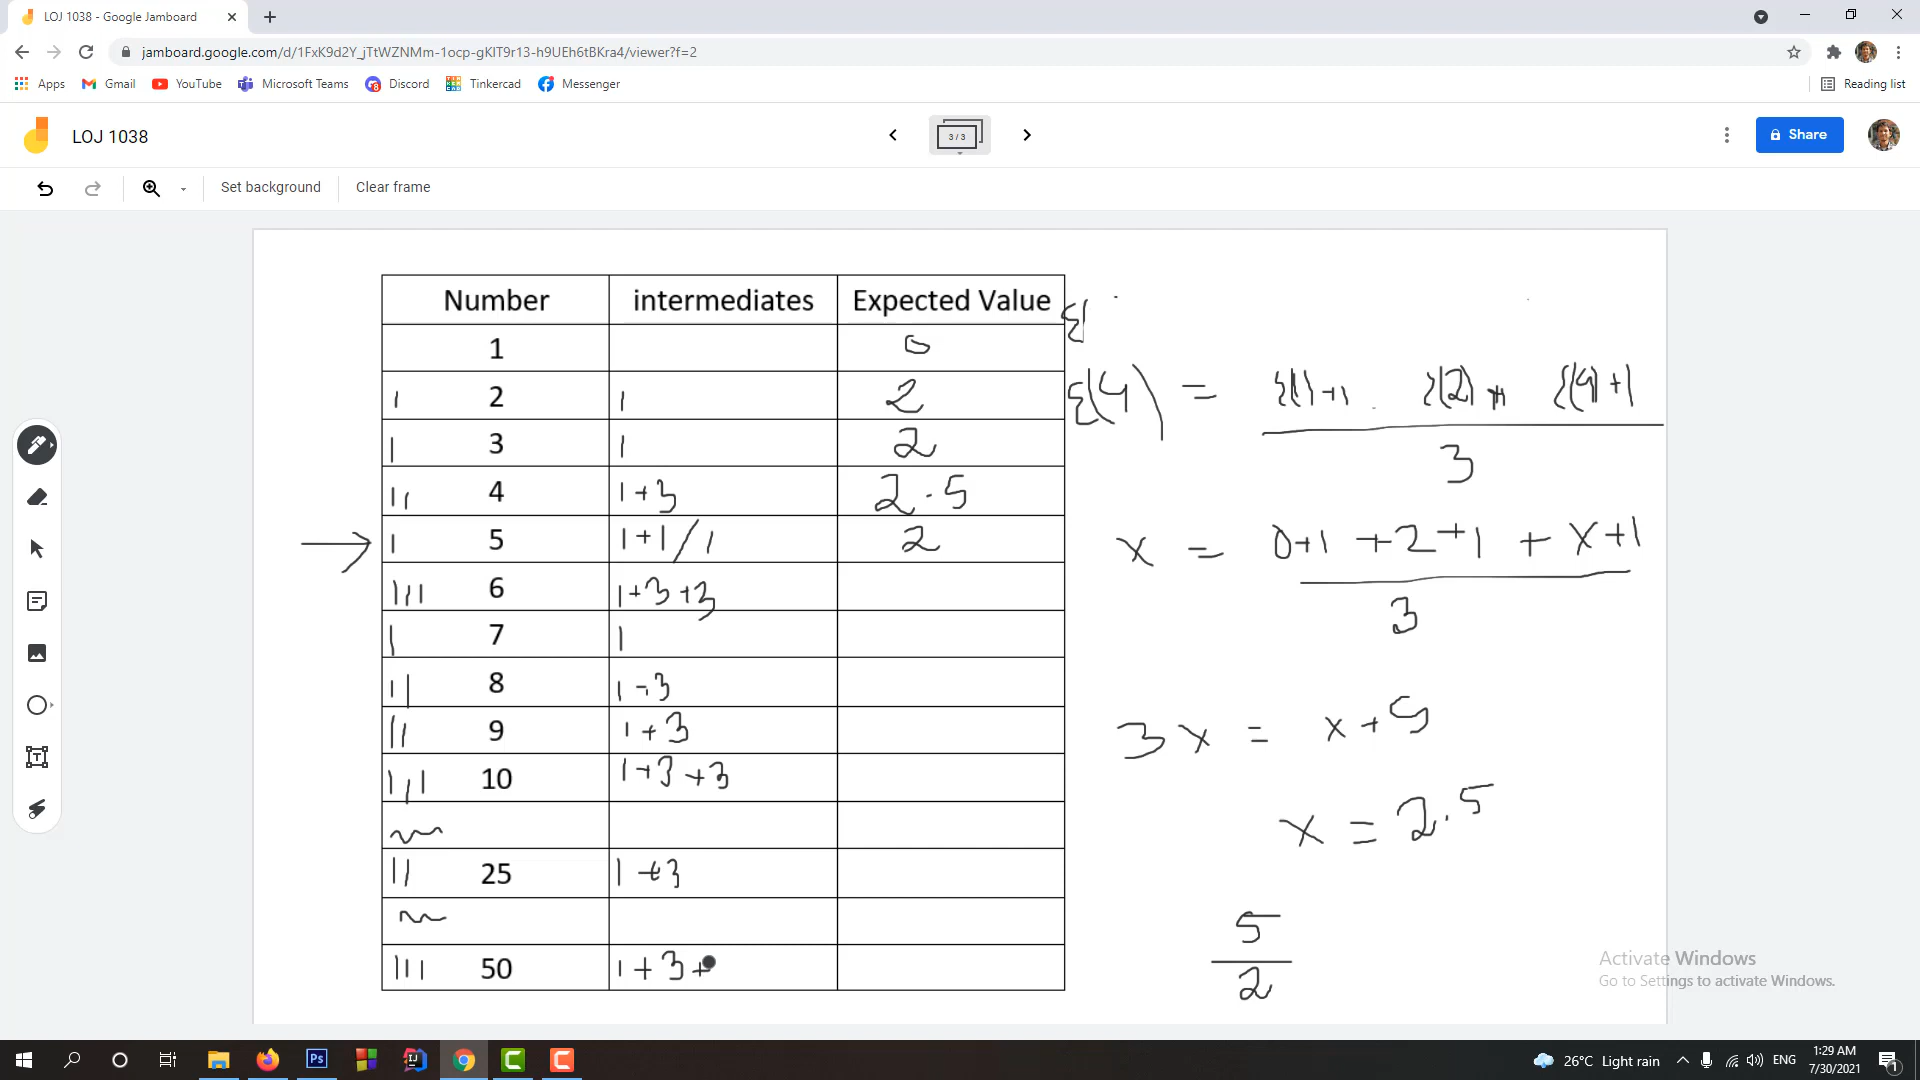 LOJ 1038 - Google Jamboard
jamboard.google.com/d/1FxK9d2Y_jTtWZNMm-1ocp-gKIT9r13-h9UEh6tBKra4/viewer?f=2
Apps Gmail YouTube Microsoft Teams Discord Tinkercad Messenger Reading list
LOJ 1038 3 / 3 Share
Set background Clear frame
Number intermediates Expected Value
1 0
2 1 2
3 1 2
4 1+3 2.5
5 1+1/1 2
6 1+3+3
7 1
8 1-3
9 1+3
10 1+3+3
25 1+3
50 1+3+
ξ(4) = ξ(1)+1 ξ(2)+1 ξ(4)+1
3
x = 0+1 +2+1 + x+1
3
3x = x+5
x = 2.5
5
2
Activate Windows
Go to Settings to activate Windows.
26°C Light rain ENG 1:29 AM
7/30/2021